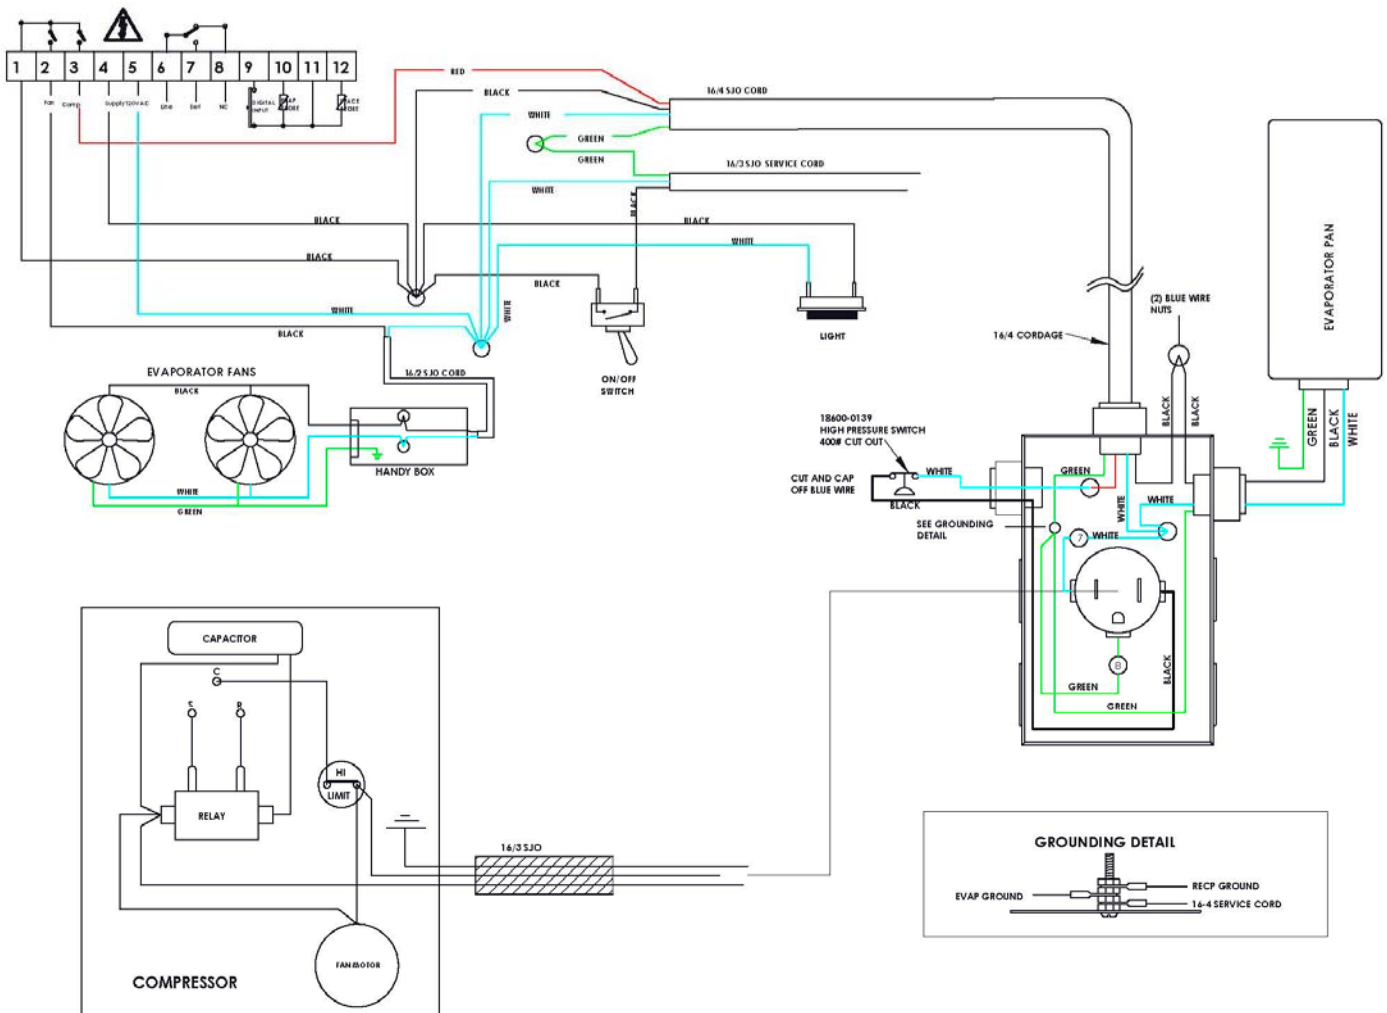 1 2 3 4 5 6 7 8 9 10 11 12
Fan
Comp
Supply 120V AC
Line
Def
NC
DIGITAL
INPUT
RED
BLACK
WHITE
GREEN
GREEN
16/4 SJO CORD
16/3 SJO SERVICE CORD
WHITE
BLACK
BLACK
BLACK
WHITE
BLACK
BLACK
WHITE
WHITE
BLACK
ON/OFF
SWITCH
LIGHT
16/2 SJO CORD
EVAPORATOR FANS
BLACK
WHITE
GREEN
HANDY BOX
EVAPORATOR PAN
GREEN
BLACK
WHITE
(2) BLUE WIRE
NUTS
16/4 CORDAGE
BLACK
BLACK
18600-0139
HIGH PRESSURE SWITCH
400# CUT OUT
CUT AND CAP
OFF BLUE WIRE
WHITE
BLACK
GREEN
WHITE
WHITE
SEE GROUNDING
DETAIL
7
WHITE
8
BLACK
GREEN
GREEN
CAPACITOR
C
S
R
RELAY
HI
LIMIT
16/3 SJO
FAN MOTOR
COMPRESSOR
GROUNDING DETAIL
RECP GROUND
EVAP GROUND
16-4 SERVICE CORD